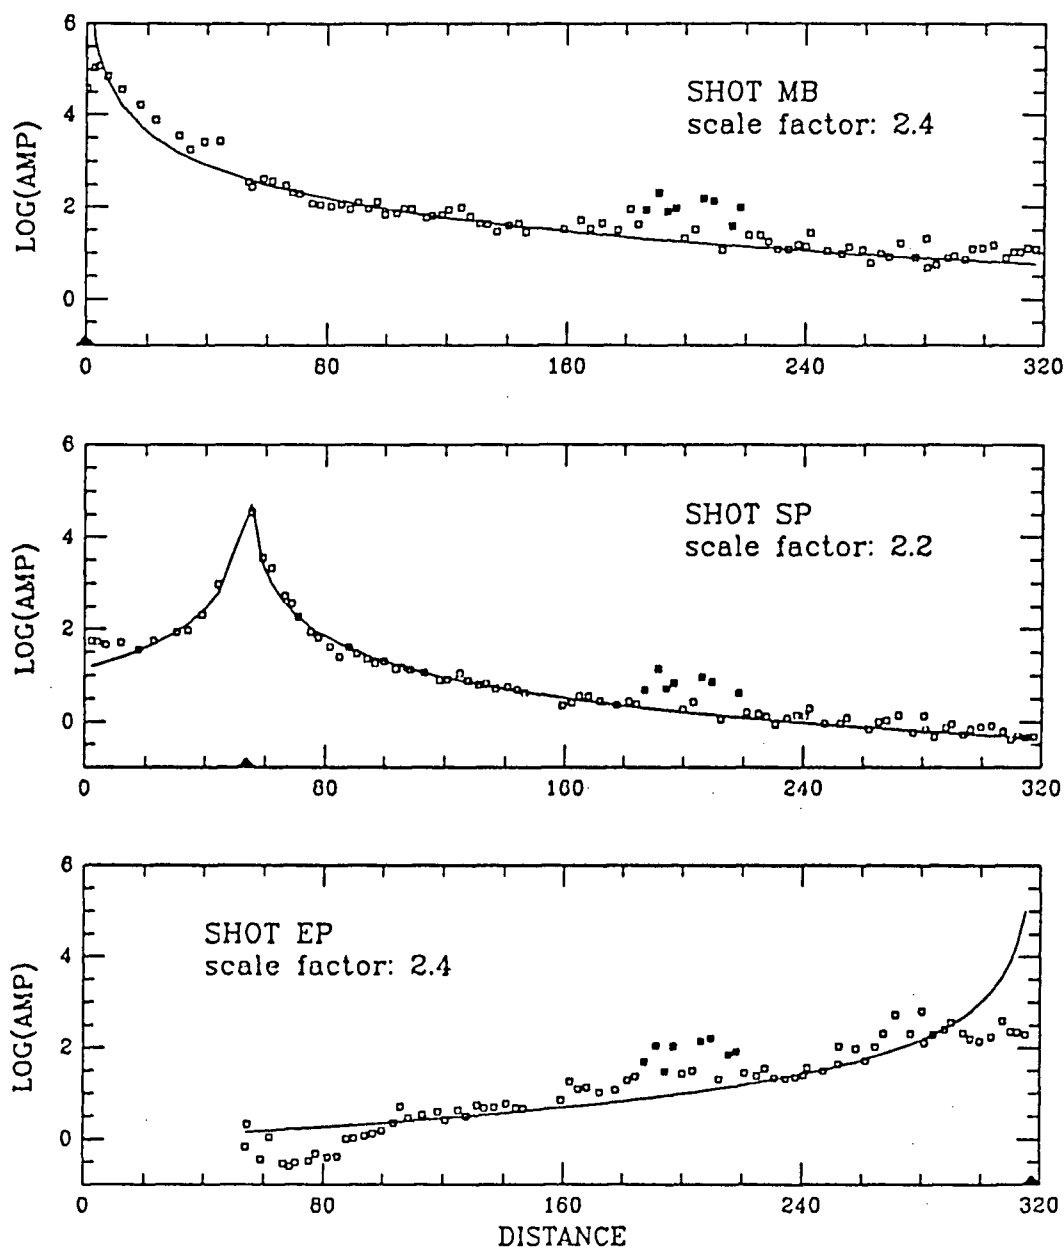 6
4
2
0
LOG(AMP)
SHOT MB
scale factor: 2.4
0
80
160
240
320
6
4
2
0
LOG(AMP)
SHOT SP
scale factor: 2.2
0
80
160
240
320
6
4
2
0
LOG(AMP)
SHOT EP
scale factor: 2.4
0
80
160
240
320
DISTANCE